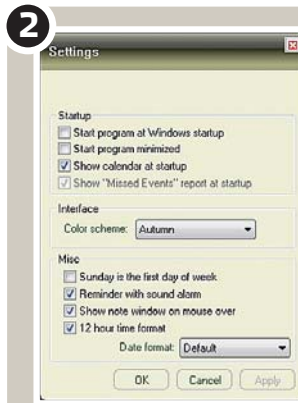 2
Settings
Startup
Start program at Windows startup
Start program minimized
Show calendar at startup
Show "Missed Events" report at startup
Interface
Color scheme: Autumn
Misc
Sunday is the first day of week
Reminder with sound alarm
Show note window on mouse over
12 hour time format
Date format: Default
OK Cancel Apply